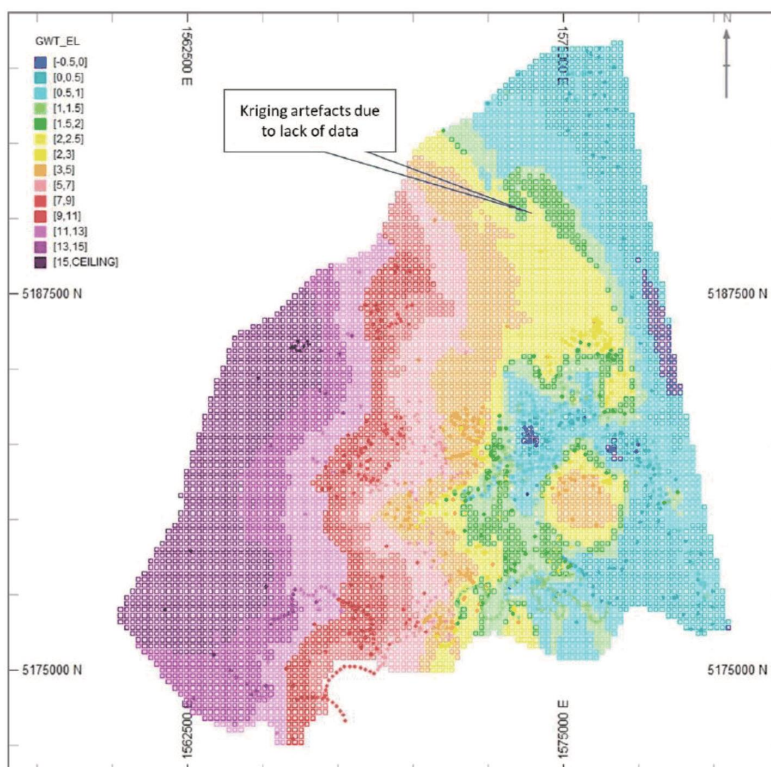 GWT_EL
[-0.5,0]
[0,0.5]
[0.5,1]
[1,1.5]
[1.5,2]
[2,2.5]
[2,3]
[3,5]
[5,7]
[7,9]
[9,11]
[11,13]
[13,15]
[15,CEILING]
1562500 E
1575000 E
N
Kriging artefacts due
to lack of data
5187500 N
5187500 N
5175000 N
5175000 N
1562500 E
1575000 E